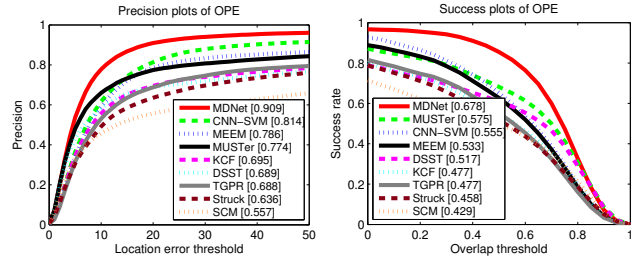 Precision plots of OPE
1
0.8
0.6
0.4
0.2
0
0 10 20 30 40 50
Precision
Location error threshold
MDNet [0.909]
CNN-SVM [0.814]
MEEM [0.786]
MUSTer [0.774]
KCF [0.695]
DSST [0.689]
TGPR [0.688]
Struck [0.636]
SCM [0.557]
Success plots of OPE
1
0.8
0.6
0.4
0.2
0
0 0.2 0.4 0.6 0.8 1
Success rate
Overlap threshold
MDNet [0.678]
MUSTer [0.575]
CNN-SVM [0.555]
MEEM [0.533]
DSST [0.517]
KCF [0.477]
TGPR [0.477]
Struck [0.458]
SCM [0.429]